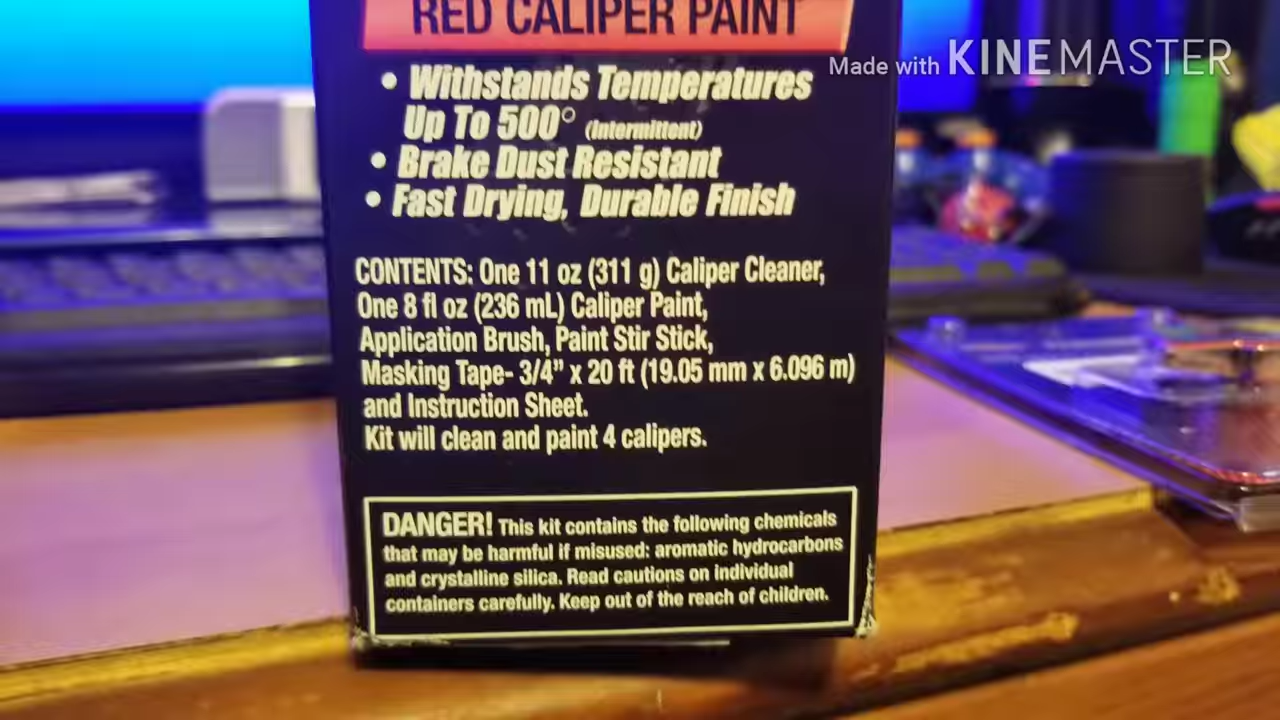 RED CALIPER PAINT
Made with KINEMASTER
• Withstands Temperatures
Up To 500° (Intermittent)
• Brake Dust Resistant
• Fast Drying, Durable Finish
CONTENTS: One 11 oz (311 g) Caliper Cleaner,
One 8 fl oz (236 mL) Caliper Paint,
Application Brush, Paint Stir Stick,
Masking Tape- 3/4” x 20 ft (19.05 mm x 6.096 m)
and Instruction Sheet.
Kit will clean and paint 4 calipers.
DANGER! This kit contains the following chemicals
that may be harmful if misused: aromatic hydrocarbons
and crystalline silica. Read cautions on individual
containers carefully. Keep out of the reach of children.